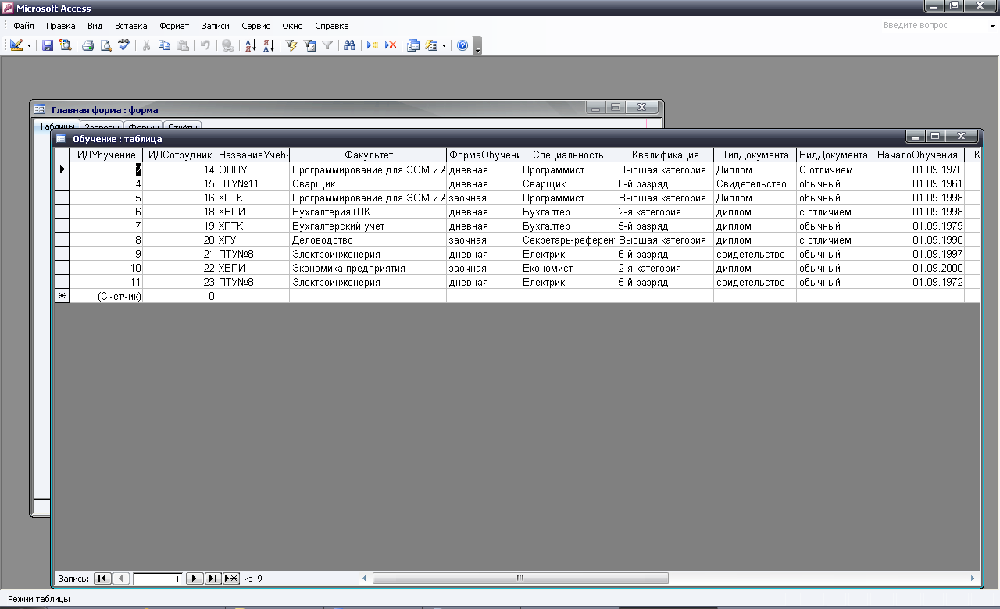 Microsoft Access
Файл Правка Вид Вставка Формат Записи Сервис Окно Справка Введите вопрос
Главная форма : форма
Таблицы Запросы Формы Отчёты
Обучение : таблица
ИДУбучение ИДСотрудник НазваниеУчебн Факультет ФормаОбучени Специальность Квалификация ТипДокумента ВидДокумента НачалоОбучения К
2 14 ОНПУ Программирование для ЭОМ и А дневная Программист Высшая категория Диплом С отличием 01.09.1976
4 15 ПТУ№11 Сварщик дневная Сварщик 6-й разряд Свидетельство обычный 01.09.1961
5 16 ХПТК Программирование для ЭОМ и А заочная Программист Высшая категория Диплом обычный 01.09.1998
6 18 ХЕПИ Бухгалтерия+ПК дневная Бухгалтер 2-я категория диплом с отличием 01.09.1998
7 19 ХПТК Бухгалтерский учёт дневная Бухгалтер 5-й разряд диплом обычный 01.09.1979
8 20 ХГУ Деловодство заочная Секретарь-референт Высшая категория диплом с отличием 01.09.1990
9 21 ПТУ№8 Электроинженерия дневная Електрик 6-й разряд свидетельство обычный 01.09.1997
10 22 ХЕПИ Экономика предприятия заочная Економист 2-я категория диплом обычный 01.09.2000
11 23 ПТУ№8 Электроинженерия дневная Електрик 5-й разряд свидетельство обычный 01.09.1972
(Счетчик) 0
Запись: 1 из 9
Режим таблицы